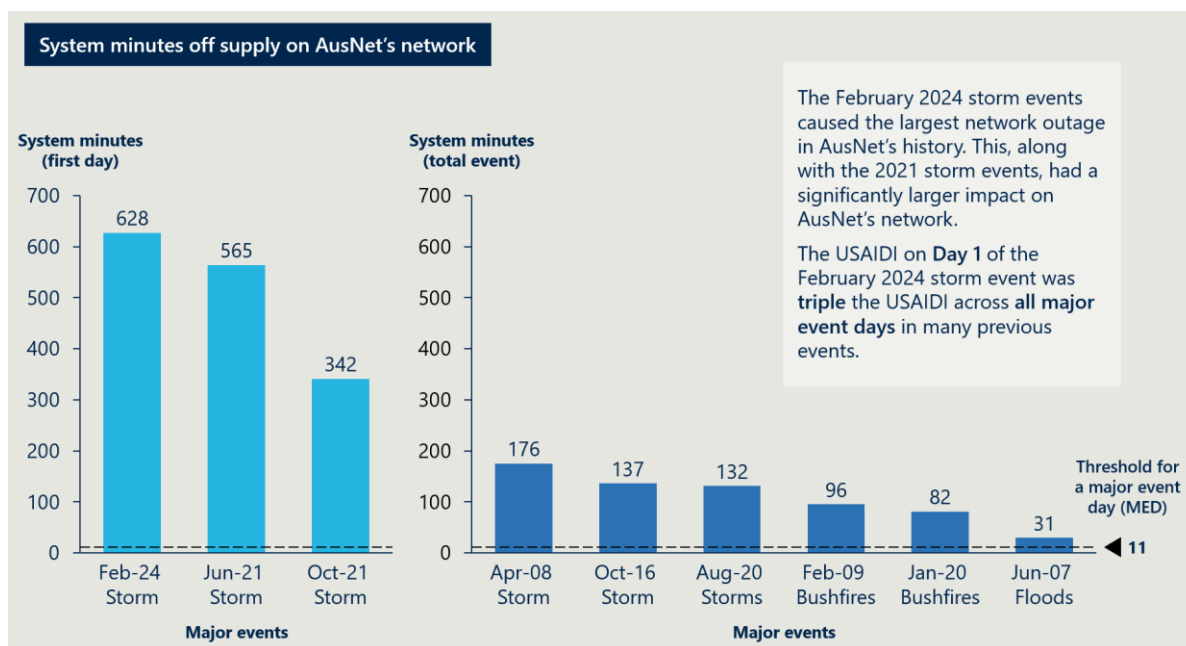 System minutes off supply on AusNet's network
The February 2024 storm events
caused the largest network outage
in AusNet's history. This, along
with the 2021 storm events, had a
significantly larger impact on
AusNet's network.
The USAIDI on Day 1 of the
February 2024 storm event was
triple the USAIDI across all major
event days in many previous
events.
System minutes
(first day)
700
600
500
400
300
200
100
0
628
565
342
Feb-24
Storm
Jun-21
Storm
Oct-21
Storm
Major events
System minutes
(total event)
700
600
500
400
300
200
100
0
176
137
132
96
82
31
Apr-08
Storm
Oct-16
Storm
Aug-20
Storms
Feb-09
Bushfires
Jan-20
Bushfires
Jun-07
Floods
Major events
Threshold for
a major event
day (MED)
11